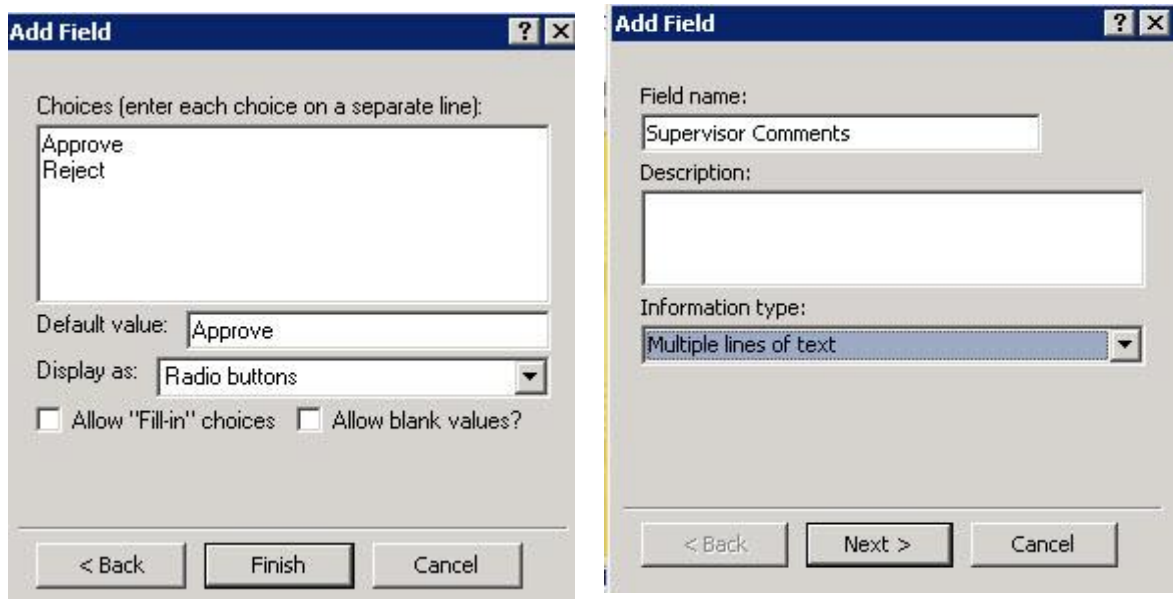 Add Field
Choices (enter each choice on a separate line):
Approve
Reject
Default value: Approve
Display as: Radio buttons
Allow "Fill-in" choices Allow blank values?
< Back Finish Cancel
Add Field
Field name:
Supervisor Comments
Description:
Information type:
Multiple lines of text
< Back Next > Cancel